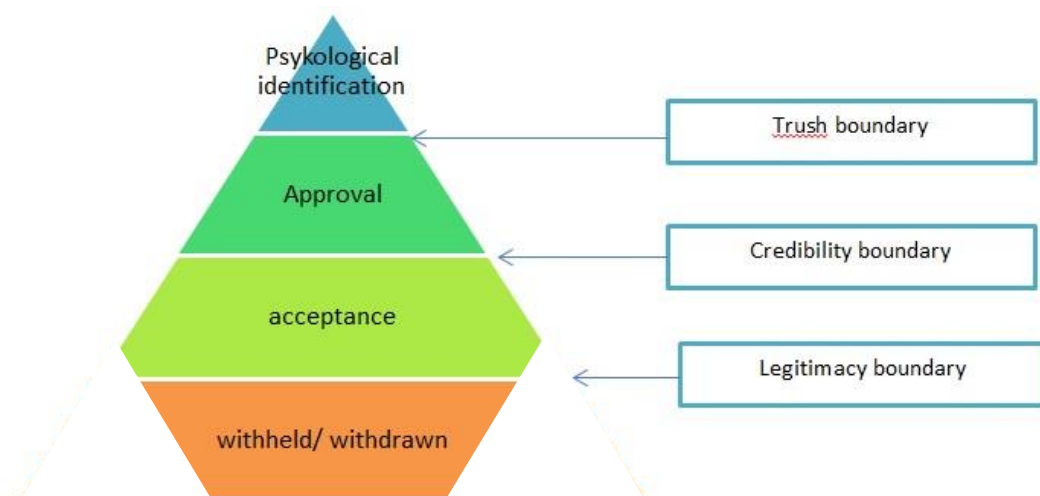 Psykological
identification
Trush boundary
Approval
Credibility boundary
acceptance
Legitimacy boundary
withheld/ withdrawn